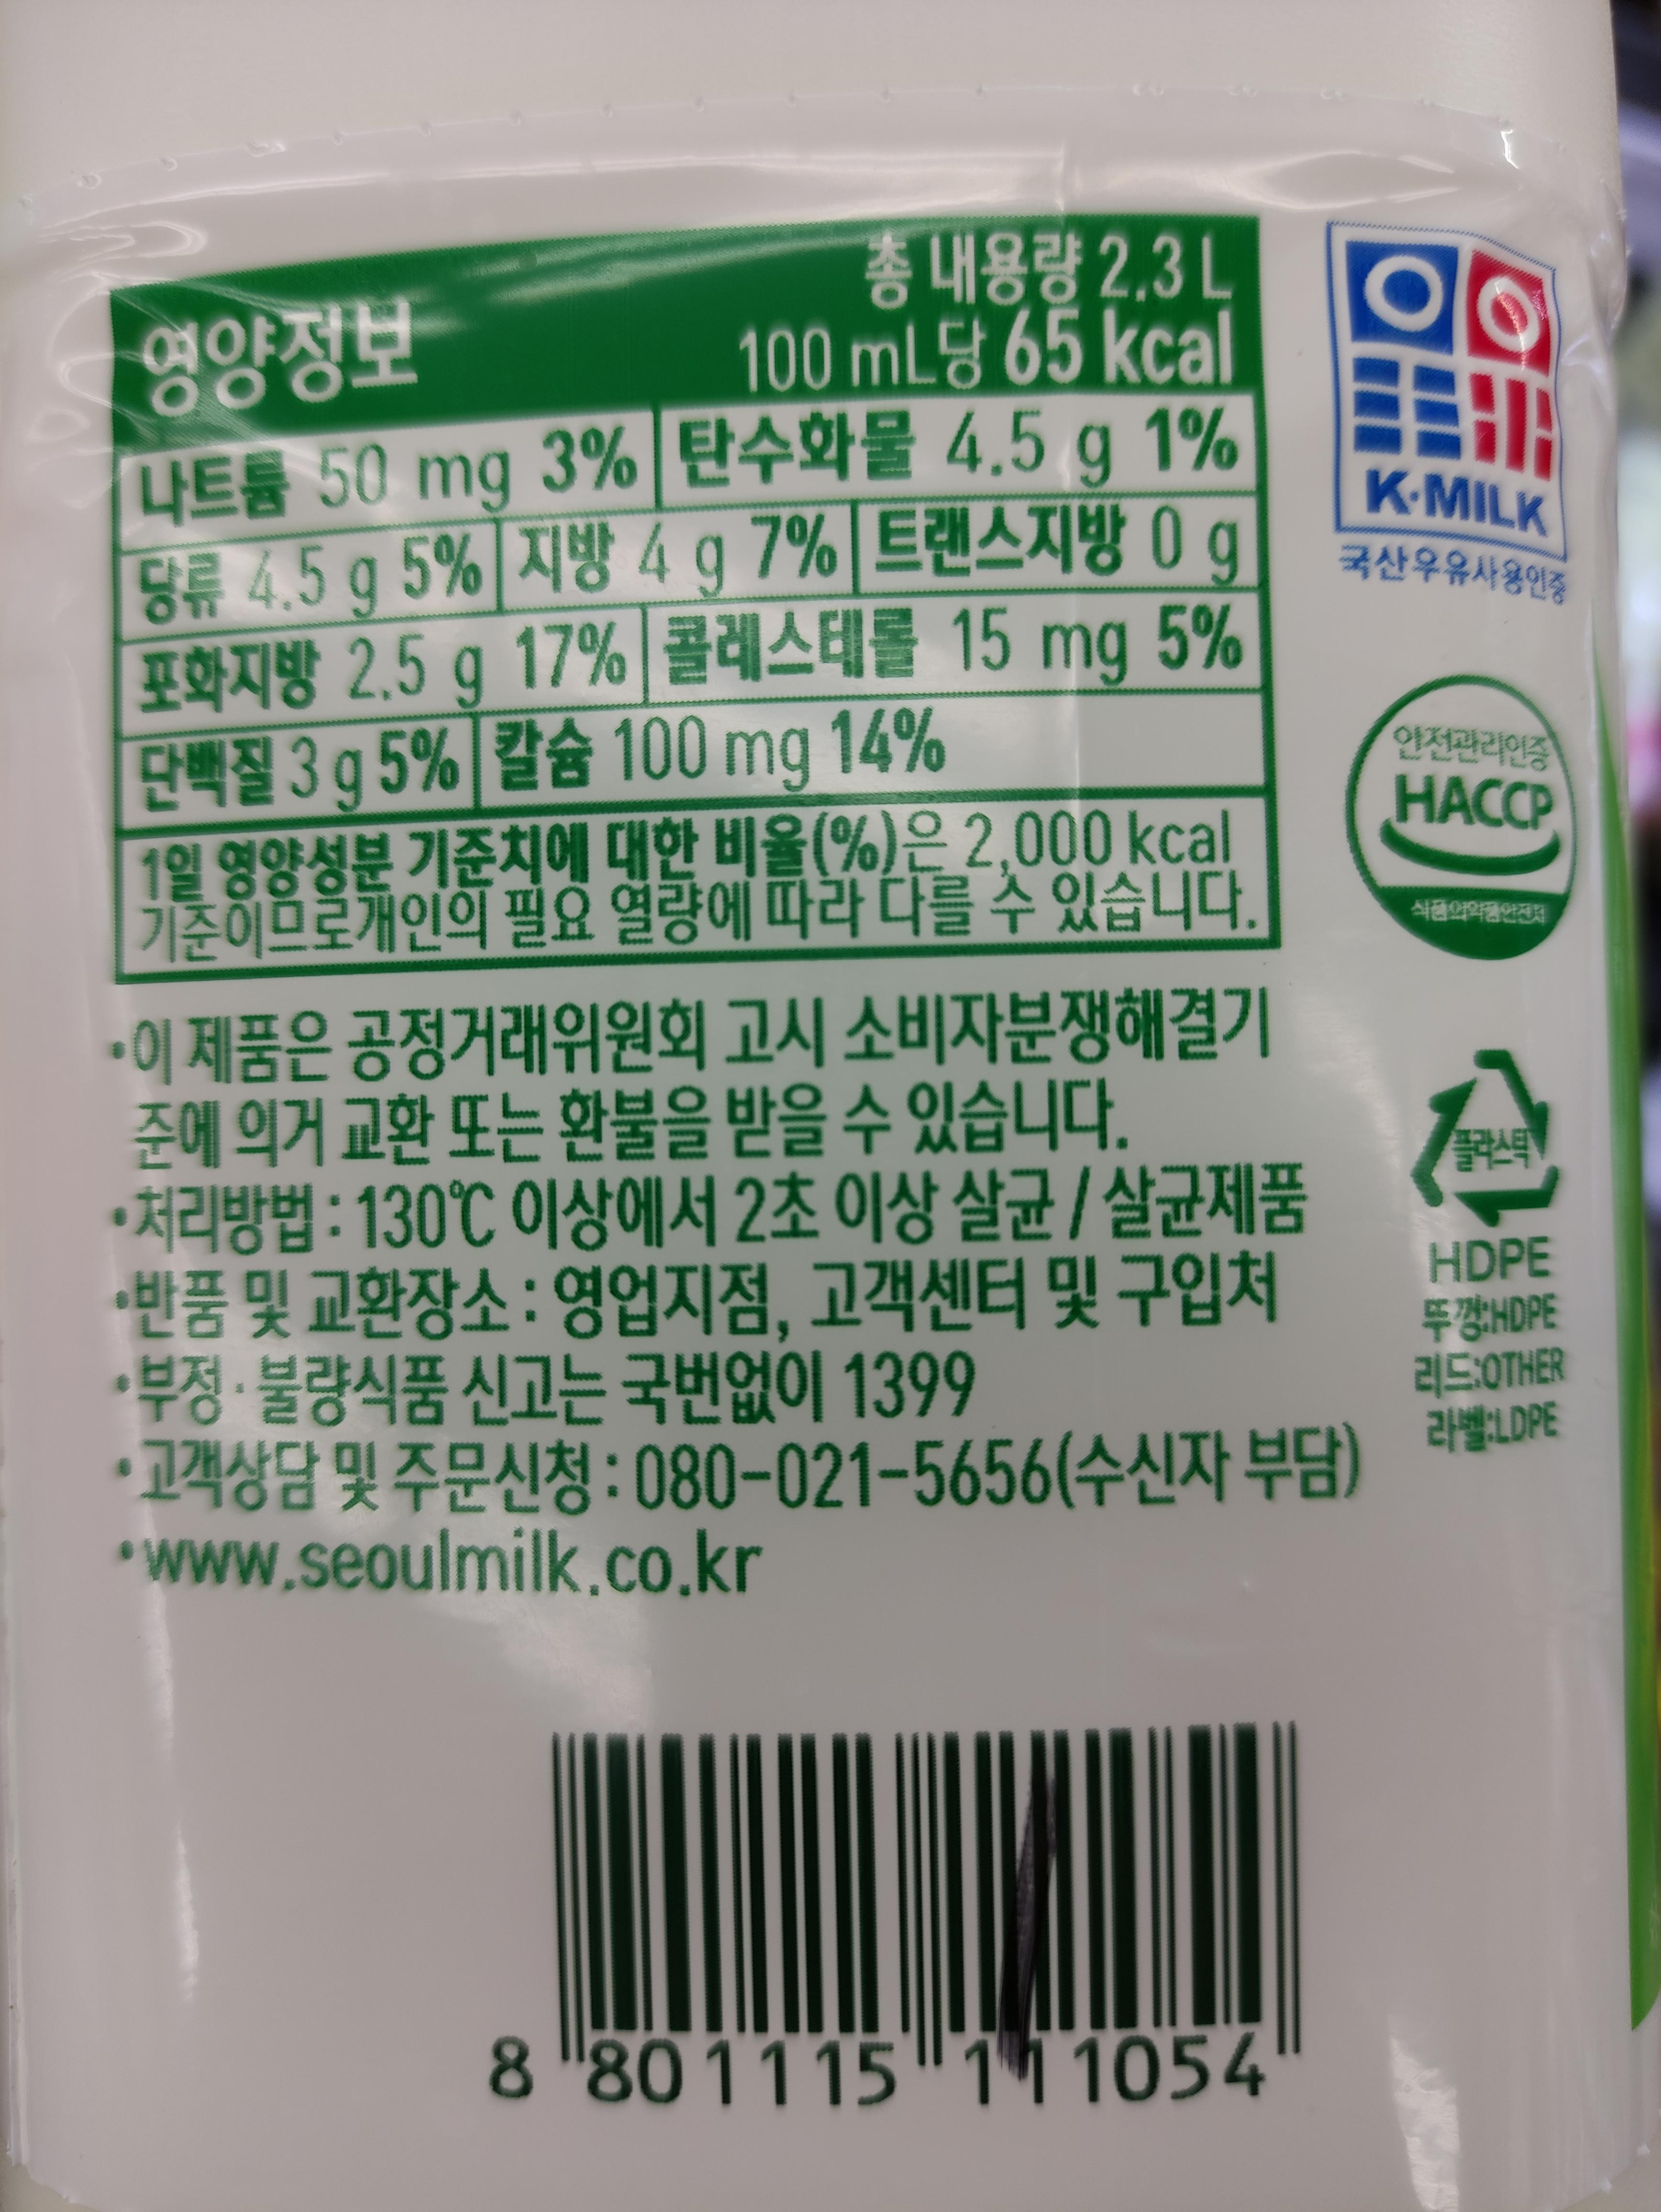 총 내용량 2.3 L
영양정보 100 mL당 65 kcal
나트륨 50 mg 3% 탄수화물 4.5 g 1%
당류 4.5 g 5% 지방 4 g 7% 트랜스지방 0 g
포화지방 2.5 g 17% 콜레스테롤 15 mg 5%
단백질 3 g 5% 칼슘 100 mg 14%
1일 영양성분 기준치에 대한 비율(%)은 2,000 kcal
기준이므로개인의 필요 열량에 따라 다를 수 있습니다.
•이 제품은 공정거래위원회 고시 소비자분쟁해결기
준에 의거 교환 또는 환불을 받을 수 있습니다.
•처리방법 : 130℃ 이상에서 2초 이상 살균 / 살균제품
•반품 및 교환장소 : 영업지점, 고객센터 및 구입처
•부정·불량식품 신고는 국번없이 1399
•고객상담 및 주문신청 : 080-021-5656(수신자 부담)
•www.seoulmilk.co.kr
K·MILK
국산우유사용인증
안전관리인증
HACCP
식품의약품안전처
플라스틱
HDPE
뚜껑:HDPE
리드:OTHER
라벨:LDPE
8 801115 111054